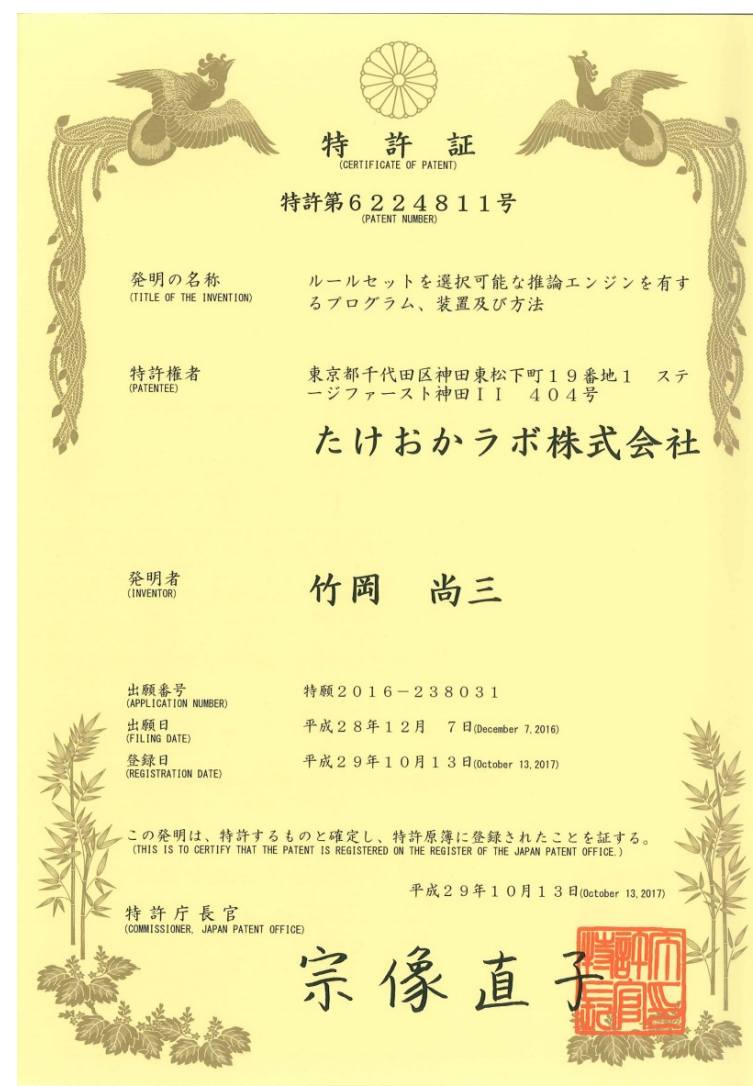 特許証
(CERTIFICATE OF PATENT)
特許第6224811号
(PATENT NUMBER)
発明の名称
(TITLE OF THE INVENTION)
ルールセットを選択可能な推論エンジンを有す
るプログラム、装置及び方法
特許権者
(PATENTEE)
東京都千代田区神田東松下町19番地1 ステ
ージファースト神田II 404号
たけおかラボ株式会社
発明者
(INVENTOR)
竹岡 尚三
出願番号
(APPLICATION NUMBER)
特願2016-238031
出願日
(FILING DATE)
平成28年12月 7日(December 7,2016)
登録日
(REGISTRATION DATE)
平成29年10月13日(October 13,2017)
この発明は、特許するものと確定し、特許原簿に登録されたことを証する。
(THIS IS TO CERTIFY THAT THE PATENT IS REGISTERED ON THE REGISTER OF THE JAPAN PATENT OFFICE.)
平成29年10月13日(October 13,2017)
特許庁長官
(COMMISSIONER, JAPAN PATENT OFFICE)
宗像直子